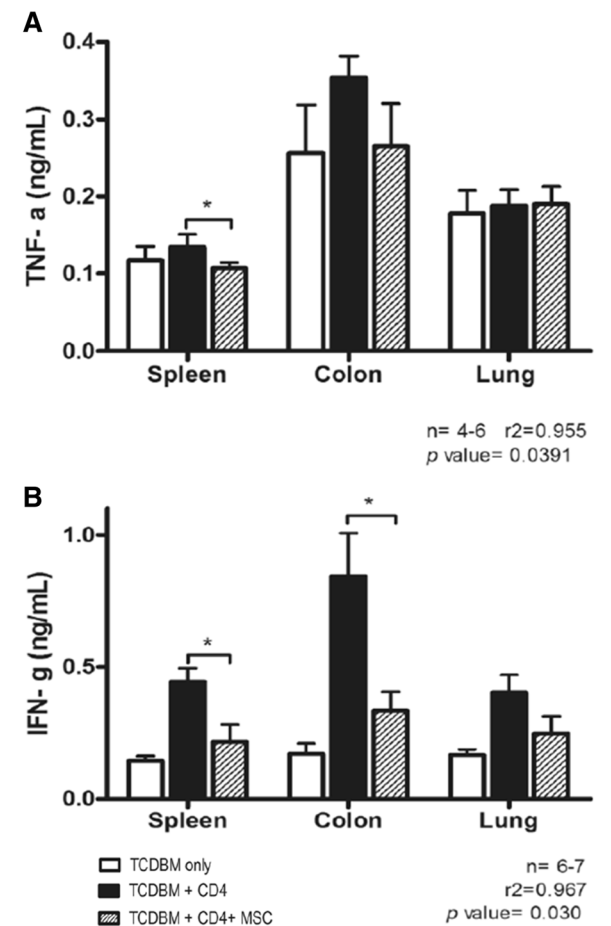 A
TNF- a (ng/mL)
0.4
0.3
0.2
0.1
0.0
*
Spleen Colon Lung
n= 4-6 r2=0.955
p value= 0.0391
B
IFN- g (ng/mL)
1.0
0.5
0.0
*
*
Spleen Colon Lung
TCDBM only
TCDBM + CD4
TCDBM + CD4+ MSC
n= 6-7
r2=0.967
p value= 0.030